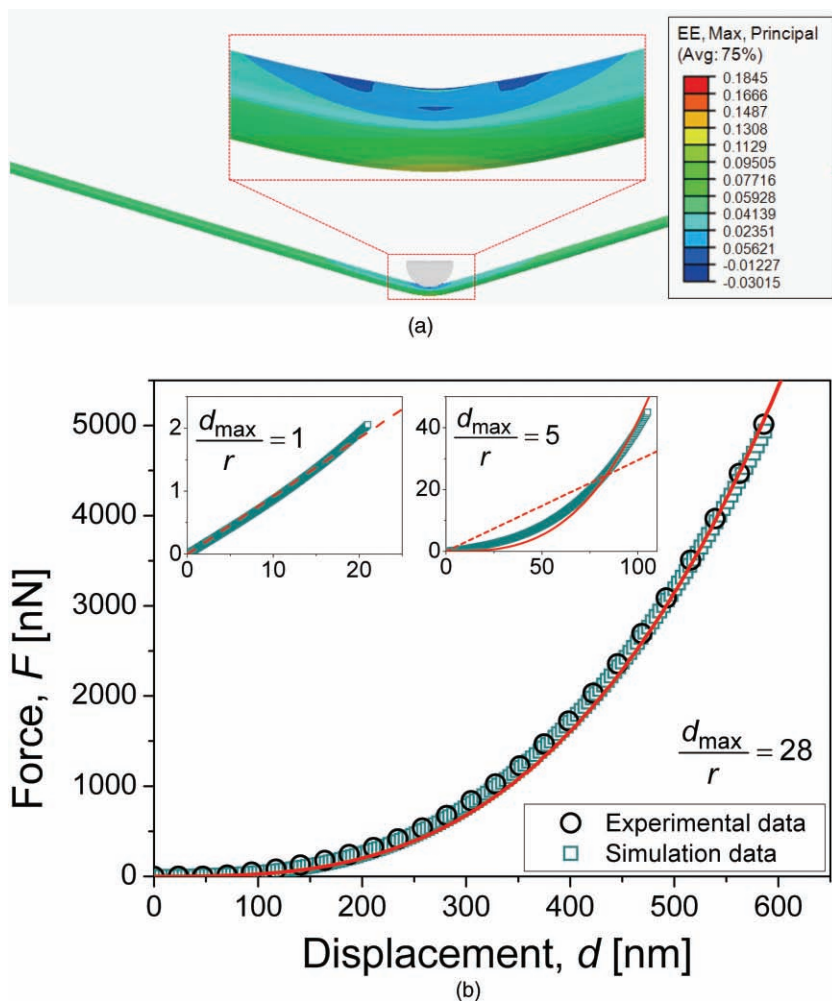 EE, Max, Principal
(Avg: 75%)
0.1845
0.1666
0.1487
0.1308
0.1129
0.09505
0.07716
0.05928
0.04139
0.02351
0.05621
-0.01227
-0.03015
(a)
5000
4000
3000
2000
1000
0
Force, F [nN]
2
1
0
d_max/r = 1
0 10 20
40
20
0
d_max/r = 5
0 50 100
d_max/r = 28
Experimental data
Simulation data
0 100 200 300 400 500 600
Displacement, d [nm]
(b)